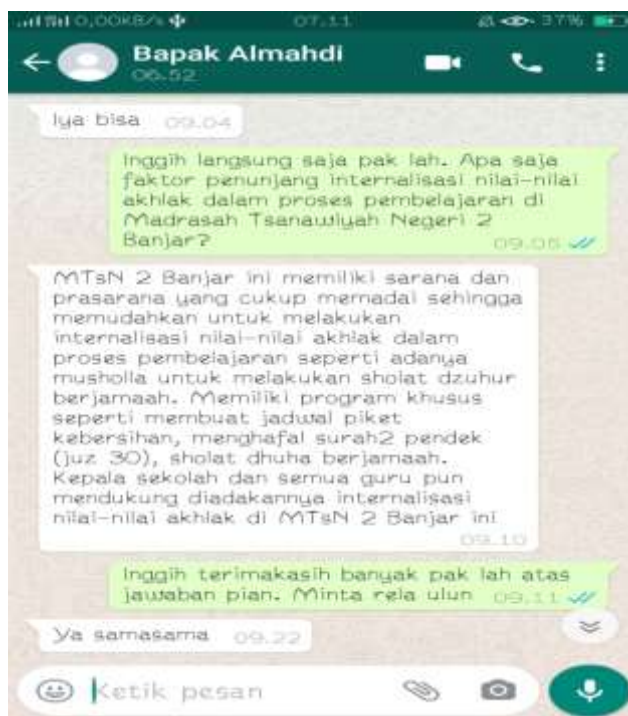 0,00KB/s 07.11 37%
Bapak Almahdi
06.52
Iya bisa 09.04
Inggih langsung saja pak lah. Apa saja
faktor penunjang internalisasi nilai-nilai
akhlak dalam proses pembelajaran di
Madrasah Tsanawiyah Negeri 2
Banjar? 09.05
MTsN 2 Banjar ini memiliki sarana dan
prasarana yang cukup memadai sehingga
memudahkan untuk melakukan
internalisasi nilai-nilai akhlak dalam
proses pembelajaran seperti adanya
musholla untuk melakukan sholat dzuhur
berjamaah. Memiliki program khusus
seperti membuat jadwal piket
kebersihan, menghafal surah2 pendek
(juz 30), sholat dhuha berjamaah.
Kepala sekolah dan semua guru pun
mendukung diadakannya internalisasi
nilai-nilai akhlak di MTsN 2 Banjar ini
09.10
Inggih terimakasih banyak pak lah atas
jawaban pian. Minta rela ulun 09.11
Ya samasama 09.22
Ketik pesan